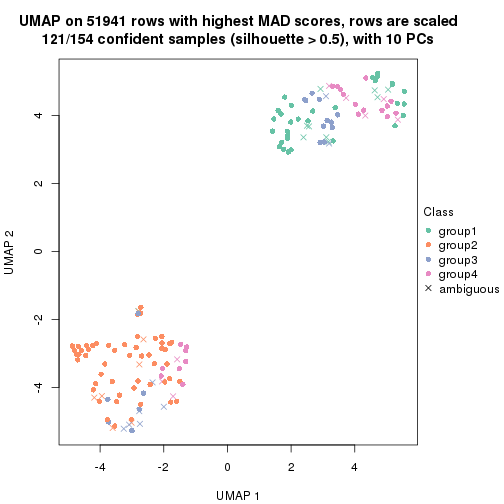 UMAP on 51941 rows with highest MAD scores, rows are scaled
121/154 confident samples (silhouette > 0.5), with 10 PCs
4
2
0
-2
-4
UMAP 2
-4
-2
0
2
4
UMAP 1
Class
group1
group2
group3
group4
ambiguous